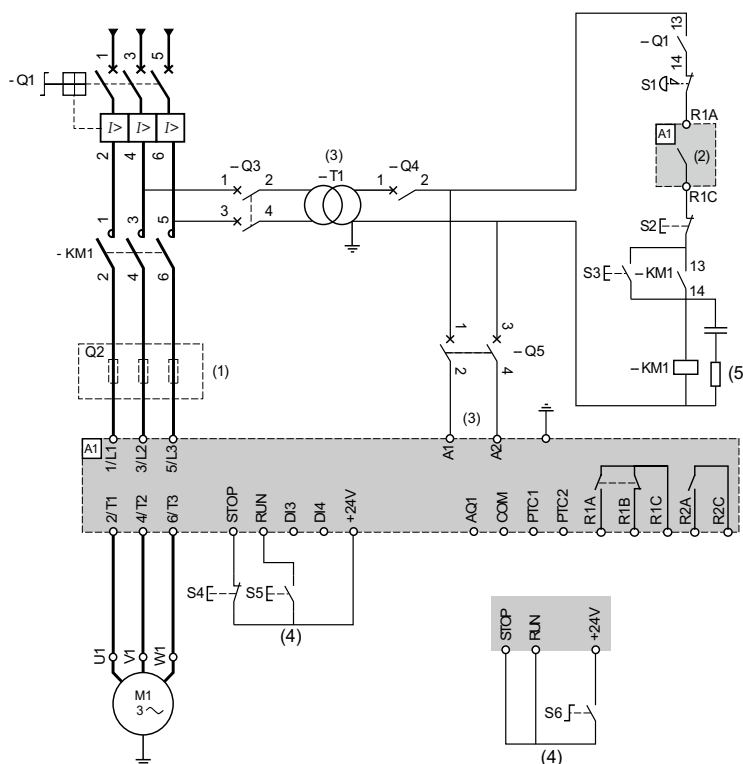 1 3 5
-Q1
I> I> I>
2 4 6
-Q3
1 2
3 4
(3)
-T1
-Q4
1 2
13
-Q1
14
S1
R1A
A1
(2)
R1C
S2
S3
-KM1
13
14
-KM1
(5
1 3 5
-KM1
2 4 6
Q2
(1)
1 3
-Q5
2 4
(3)
A1
1/L1 3/L2 5/L3
A1 A2
2/T1 4/T2 6/T3
STOP RUN DI3 DI4 +24V
AQ1 COM PTC1 PTC2 R1A R1B R1C R2A R2C
S4 S5
(4)
U1 V1 W1
M1
3
STOP RUN +24V
S6
(4)